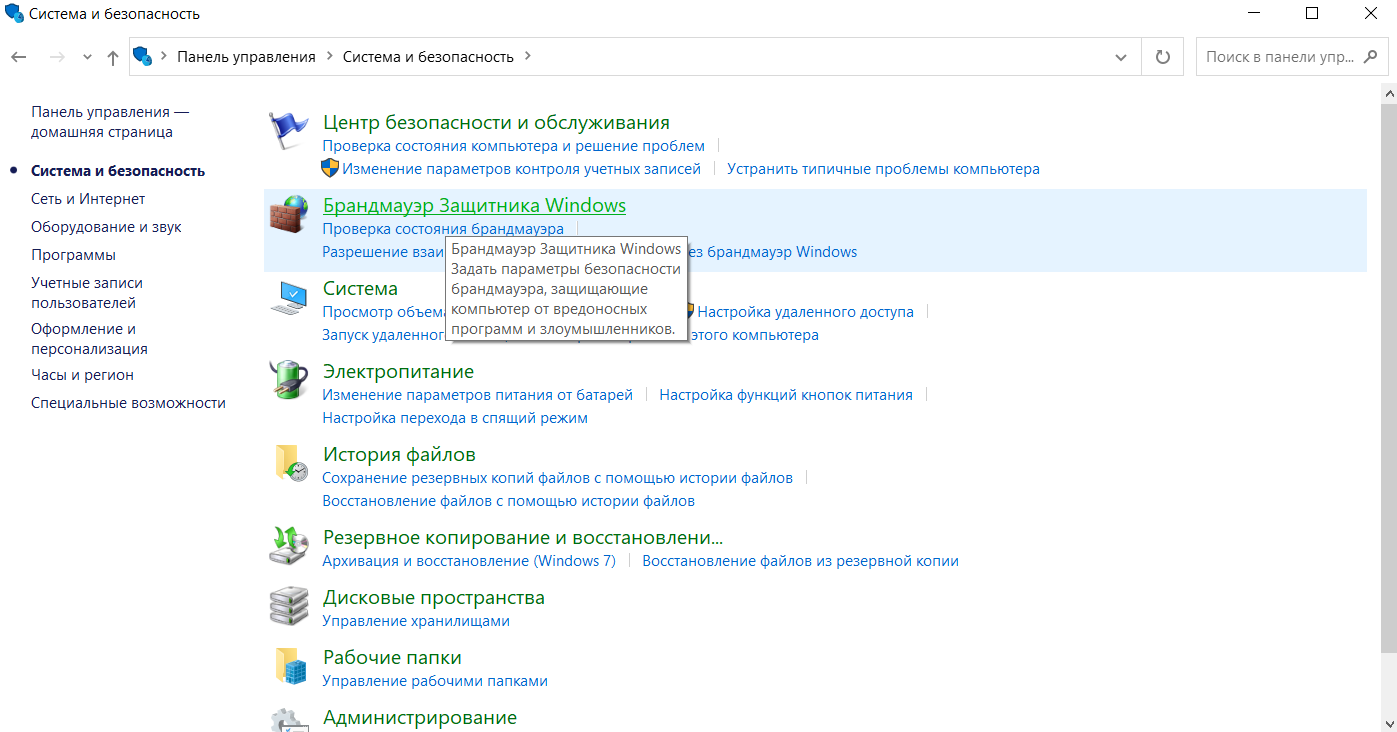 Система и безопасность
Панель управления
Система и безопасность
Поиск в панели упр...
Панель управления —
домашняя страница
Система и безопасность
Сеть и Интернет
Оборудование и звук
Программы
Учетные записи
пользователей
Оформление и
персонализация
Часы и регион
Специальные возможности
Центр безопасности и обслуживания
Проверка состояния компьютера и решение проблем
Изменение параметров контроля учетных записей
Устранить типичные проблемы компьютера
Брандмауэр Защитника Windows
Проверка состояния брандмауэра
Разрешение взаи
ез брандмауэр Windows
Брандмауэр Защитника Windows
Задать параметры безопасности
брандмауэра, защищающие
компьютер от вредоносных
программ и злоумышленников.
Система
Просмотр объем
Настройка удаленного доступа
Запуск удаленног
этого компьютера
Электропитание
Изменение параметров питания от батарей
Настройка функций кнопок питания
Настройка перехода в спящий режим
История файлов
Сохранение резервных копий файлов с помощью истории файлов
Восстановление файлов с помощью истории файлов
Резервное копирование и восстановлени...
Архивация и восстановление (Windows 7)
Восстановление файлов из резервной копии
Дисковые пространства
Управление хранилищами
Рабочие папки
Управление рабочими папками
Администрирование